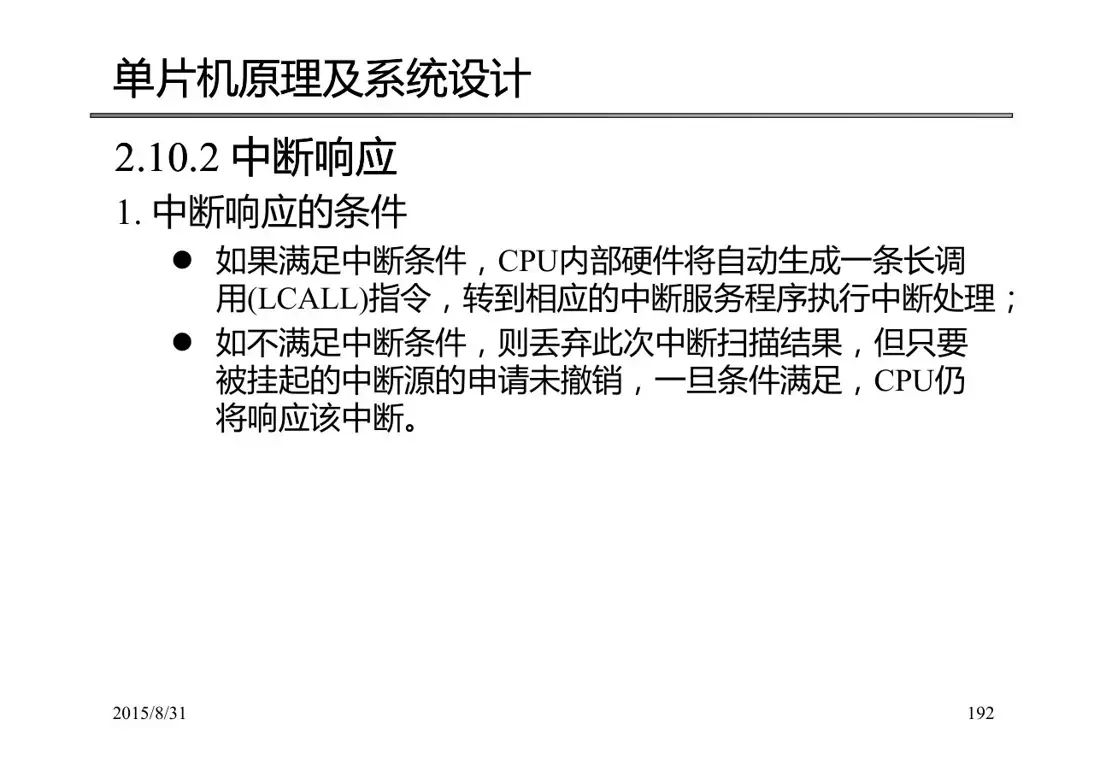 单片机原理及系统设计
2.10.2 中断响应
1. 中断响应的条件
● 如果满足中断条件，CPU内部硬件将自动生成一条长调
用(LCALL)指令，转到相应的中断服务程序执行中断处理；
● 如不满足中断条件，则丢弃此次中断扫描结果，但只要
被挂起的中断源的申请未撤销，一旦条件满足，CPU仍
将响应该中断。
2015/8/31
192